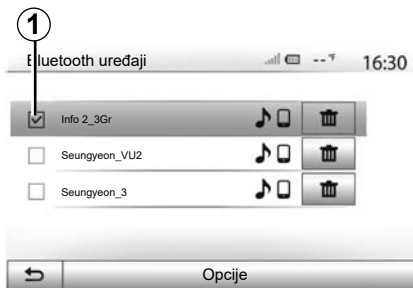 1
Bluetooth uređaji -- °F 16:30
Info 2_3Gr
Seungyeon_VU2
Seungyeon_3
Opcije